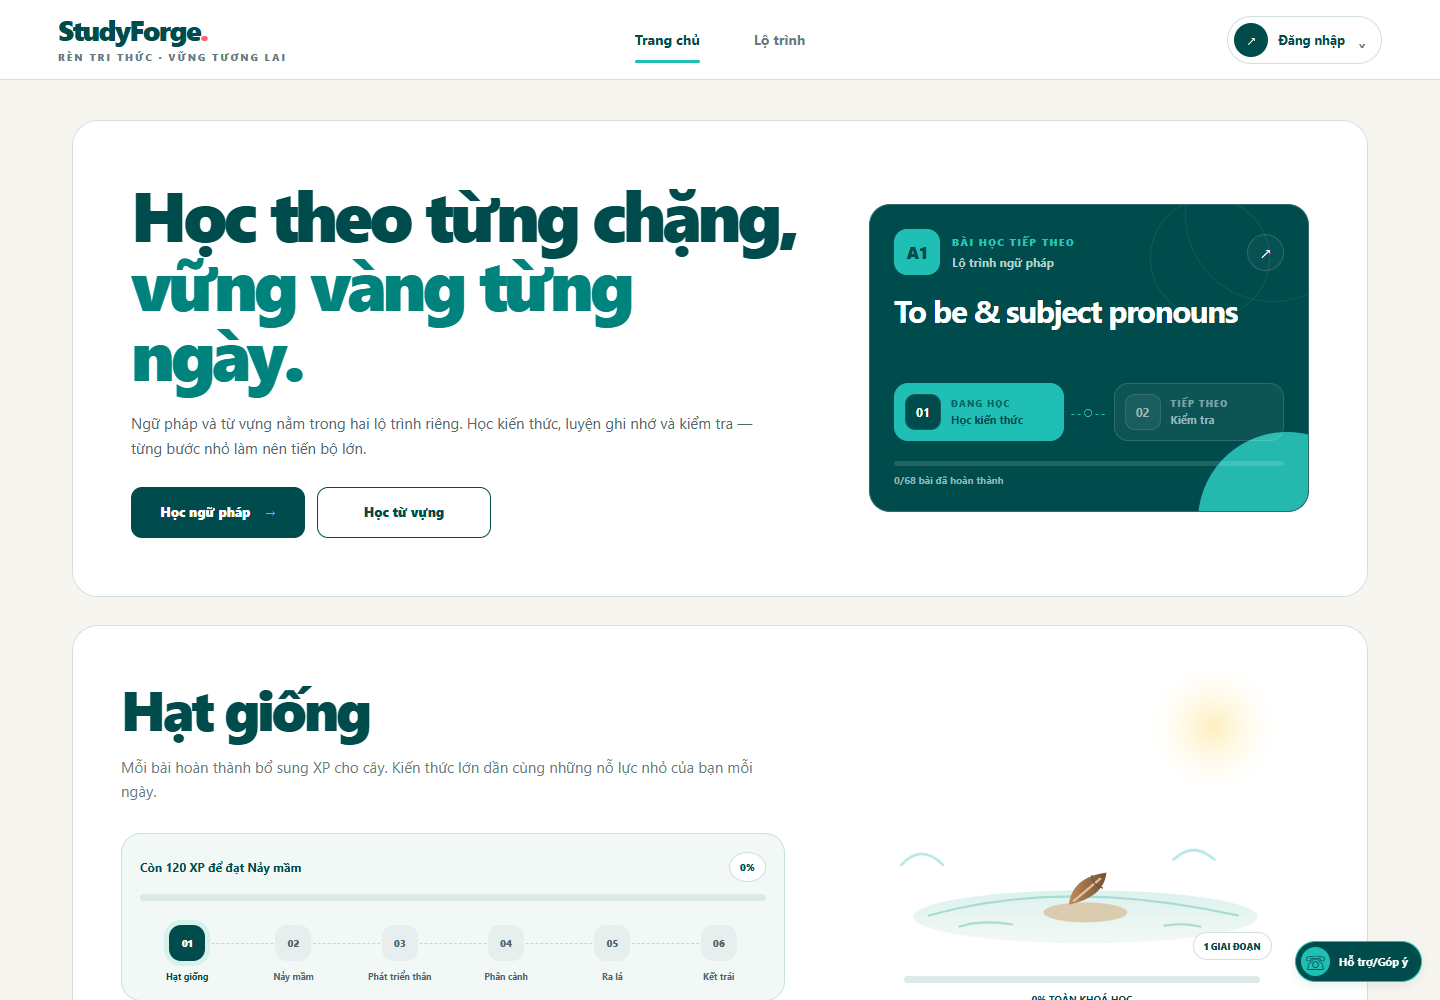 StudyForge.
RÈN TRI THỨC · VỮNG TƯƠNG LAI
Trang chủ
Lộ trình
Đăng nhập
Học theo từng chặng,
vững vàng từng
ngày.
Ngữ pháp và từ vựng nằm trong hai lộ trình riêng. Học kiến thức, luyện ghi nhớ và kiểm tra —
từng bước nhỏ làm nên tiến bộ lớn.
Học ngữ pháp →
Học từ vựng
A1
BÀI HỌC TIẾP THEO
Lộ trình ngữ pháp
↗
To be & subject pronouns
01
ĐANG HỌC
Học kiến thức
02
TIẾP THEO
Kiểm tra
0/68 bài đã hoàn thành
Hạt giống
Mỗi bài hoàn thành bổ sung XP cho cây. Kiến thức lớn dần cùng những nỗ lực nhỏ của bạn mỗi
ngày.
Còn 120 XP để đạt Nảy mầm
0%
01
02
03
04
05
06
Hạt giống
Nảy mầm
Phát triển thân
Phân cành
Ra lá
Kết trái
1 GIAI ĐOẠN
0% TOÀN KHOÁ HỌC
Hỗ trợ/Góp ý